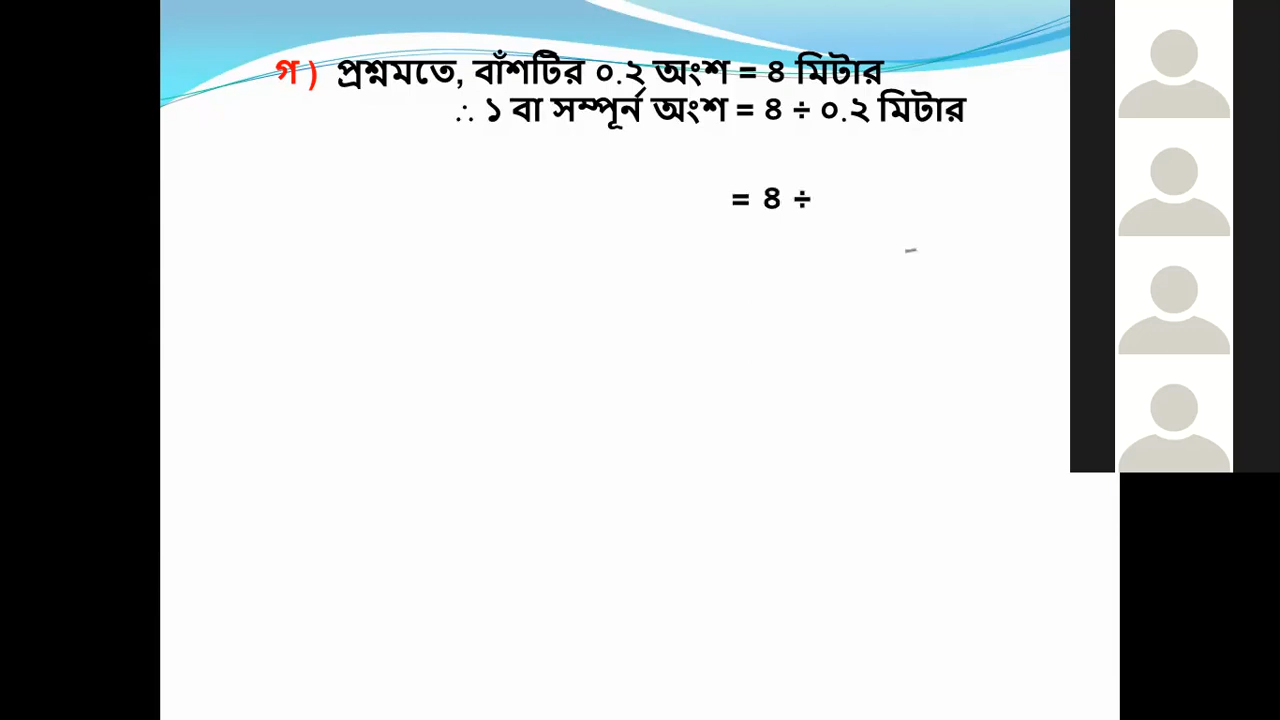 গ ) প্রশ্নমতে, বাঁশটির ০.২ অংশ = ৪ মিটার
∴ ১ বা সম্পূর্ন অংশ = ৪ ÷ ০.২ মিটার
= ৪ ÷